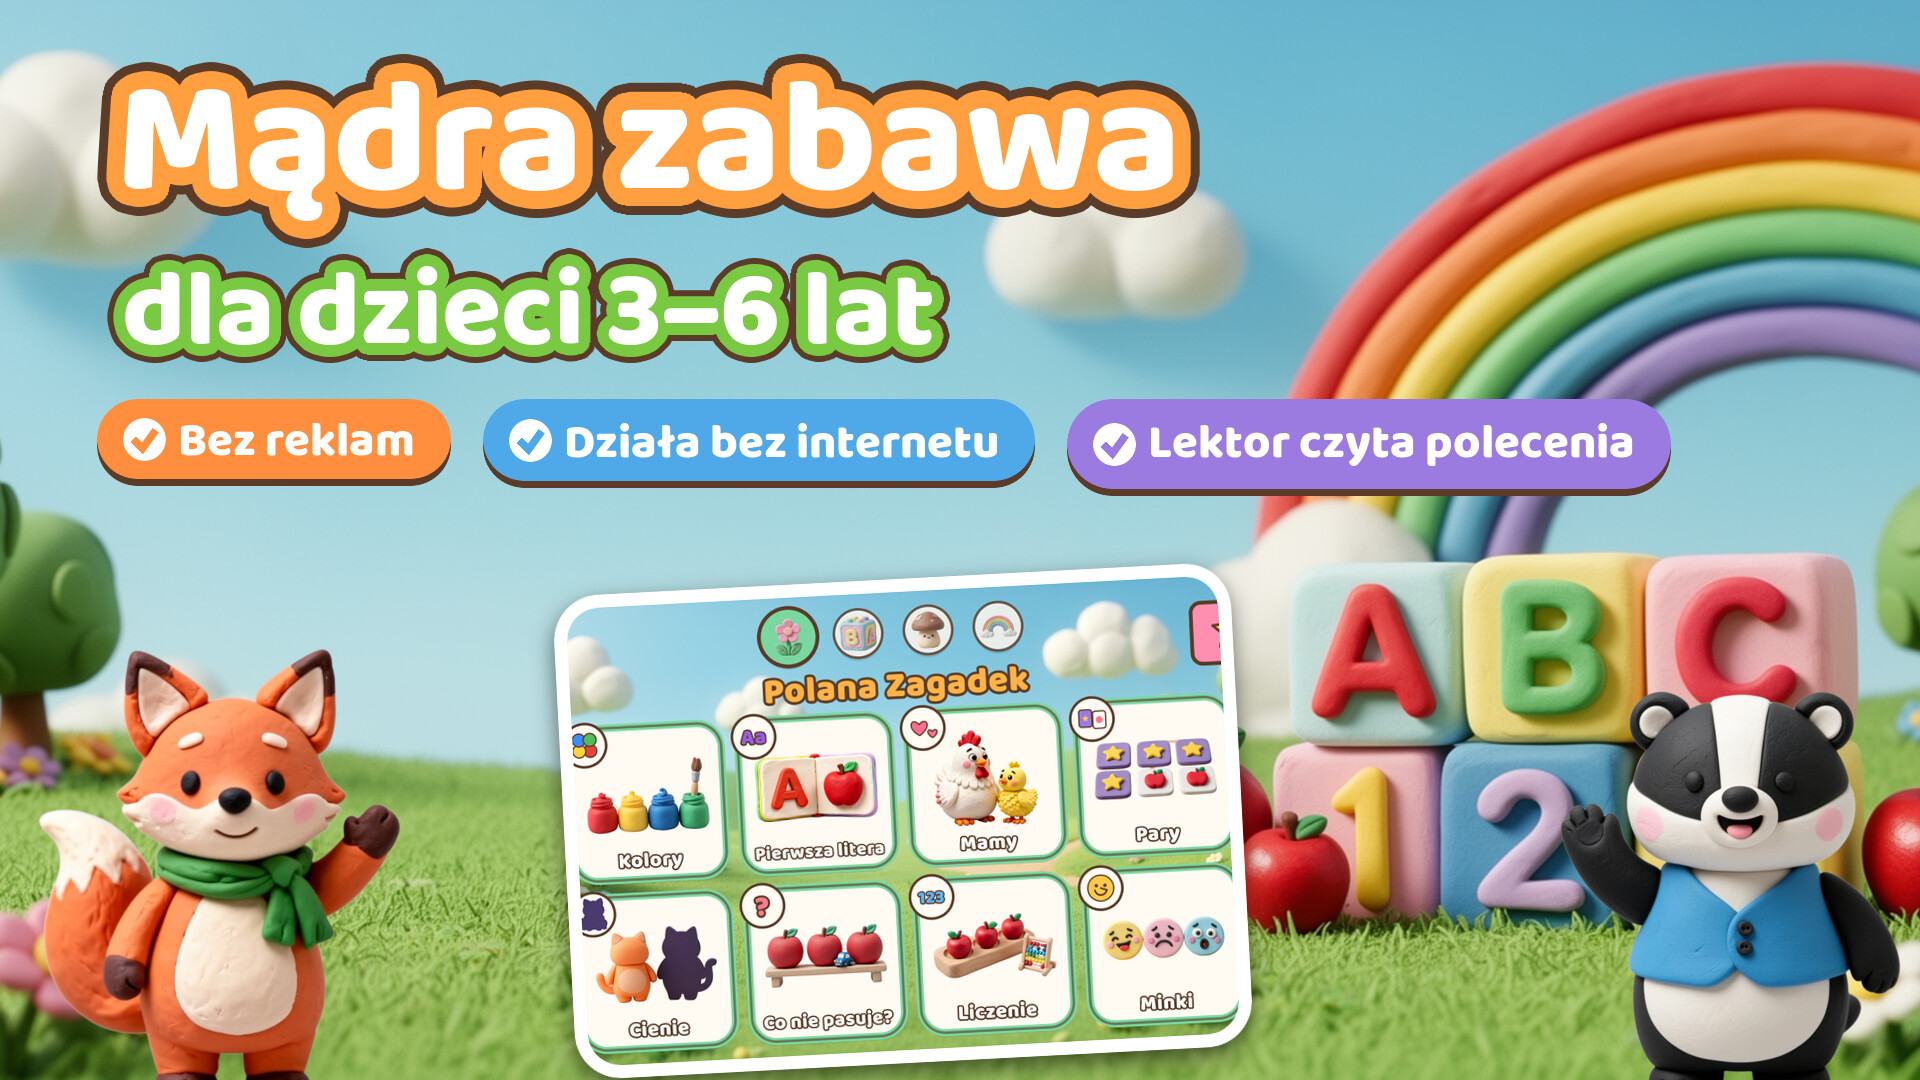 Mądra zabawa
dla dzieci 3–6 lat
Bez reklam
Działa bez internetu
Lektor czyta polecenia
Polana Zagadek
Aa
A
Kolory
Pierwsza litera
Mamy
Pary
?
123
Cienie
Co nie pasuje?
Liczenie
Minki
A B C
1 2